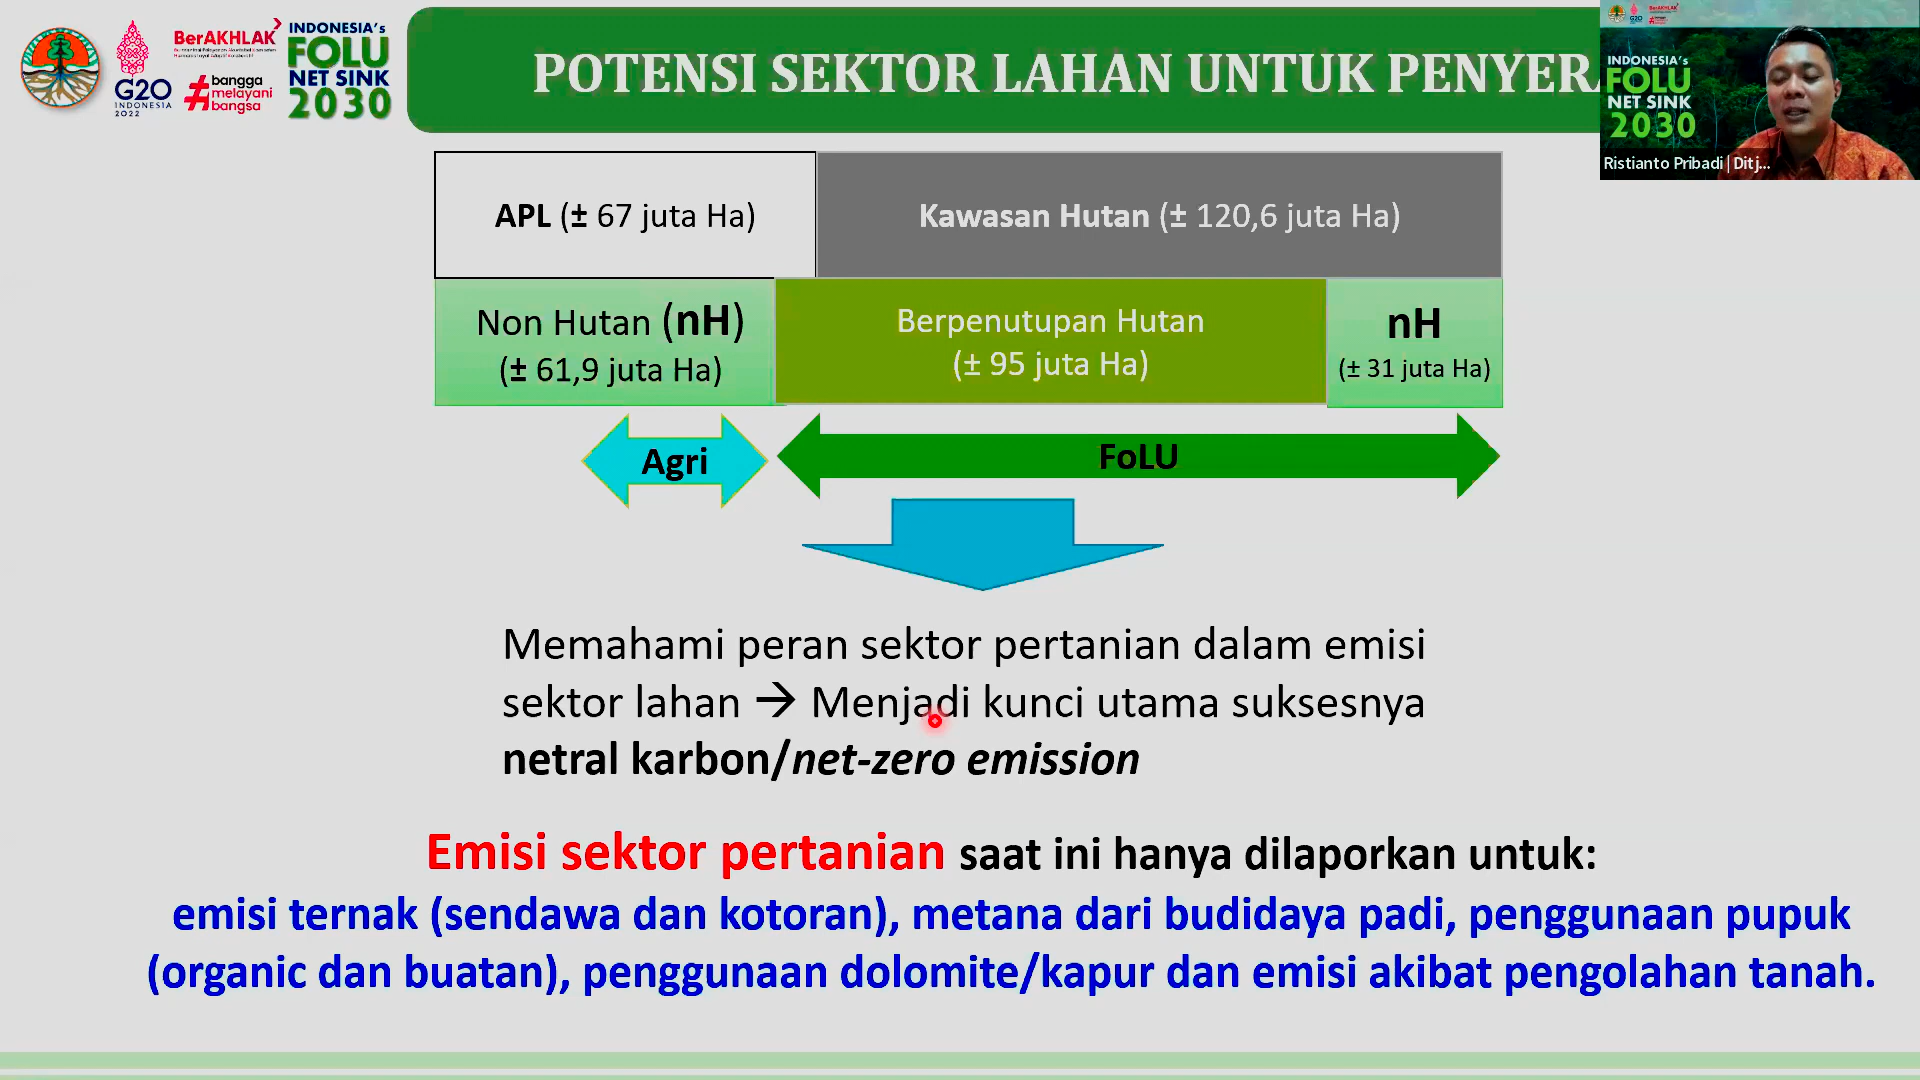 BerAKHLAK
G20
INDONESIA
2022
#bangga
melayani
bangsa
INDONESIA's
FOLU
NET SINK
2030
POTENSI SEKTOR LAHAN UNTUK PENYER
INDONESIA's
FOLU
NET SINK
2030
Ristianto Pribadi | Ditj...
APL (± 67 juta Ha)
Kawasan Hutan (± 120,6 juta Ha)
Non Hutan (nH)
(± 61,9 juta Ha)
Berpenutupan Hutan
(± 95 juta Ha)
nH
(± 31 juta Ha)
Agri
FoLU
Memahami peran sektor pertanian dalam emisi
sektor lahan → Menjadi kunci utama suksesnya
netral karbon/net-zero emission
Emisi sektor pertanian saat ini hanya dilaporkan untuk:
emisi ternak (sendawa dan kotoran), metana dari budidaya padi, penggunaan pupuk
(organic dan buatan), penggunaan dolomite/kapur dan emisi akibat pengolahan tanah.